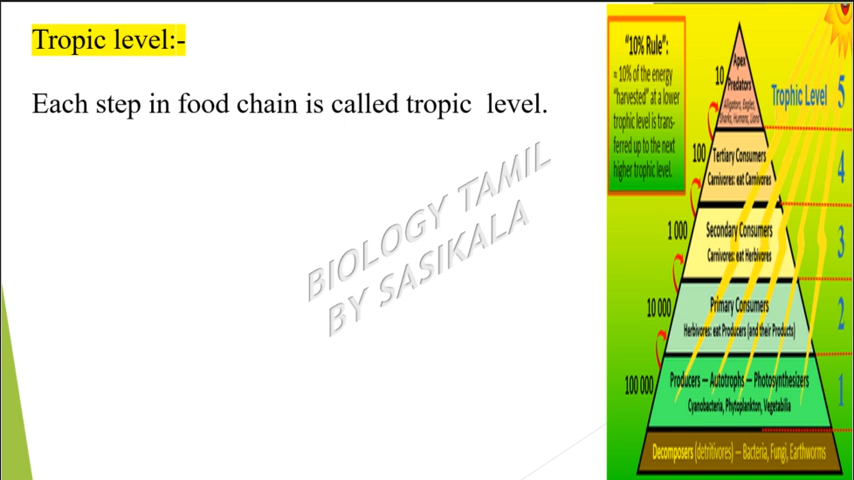 Tropic level:-
Each step in food chain is called tropic level.
BIOLOGY TAMIL
BY SASIKALA
"10% Rule":
≈ 10% of the energy
"harvested" at a lower
trophic level is trans-
ferred up to the next
higher trophic level.
Trophic Level
5
10
Apex
Predators
Alligators, Eagles,
Sharks, Humans, Lions
4
100
Tertiary Consumers
Carnivores: eat Carnivores
3
1 000
Secondary Consumers
Carnivores: eat Herbivores
2
10 000
Primary Consumers
Herbivores: eat Producers (and their Products)
1
100 000
Producers — Autotrophs — Photosynthesizers
Cyanobacteria, Phytoplankton, Vegetabilia
Decomposers (detritivores) — Bacteria, Fungi, Earthworms